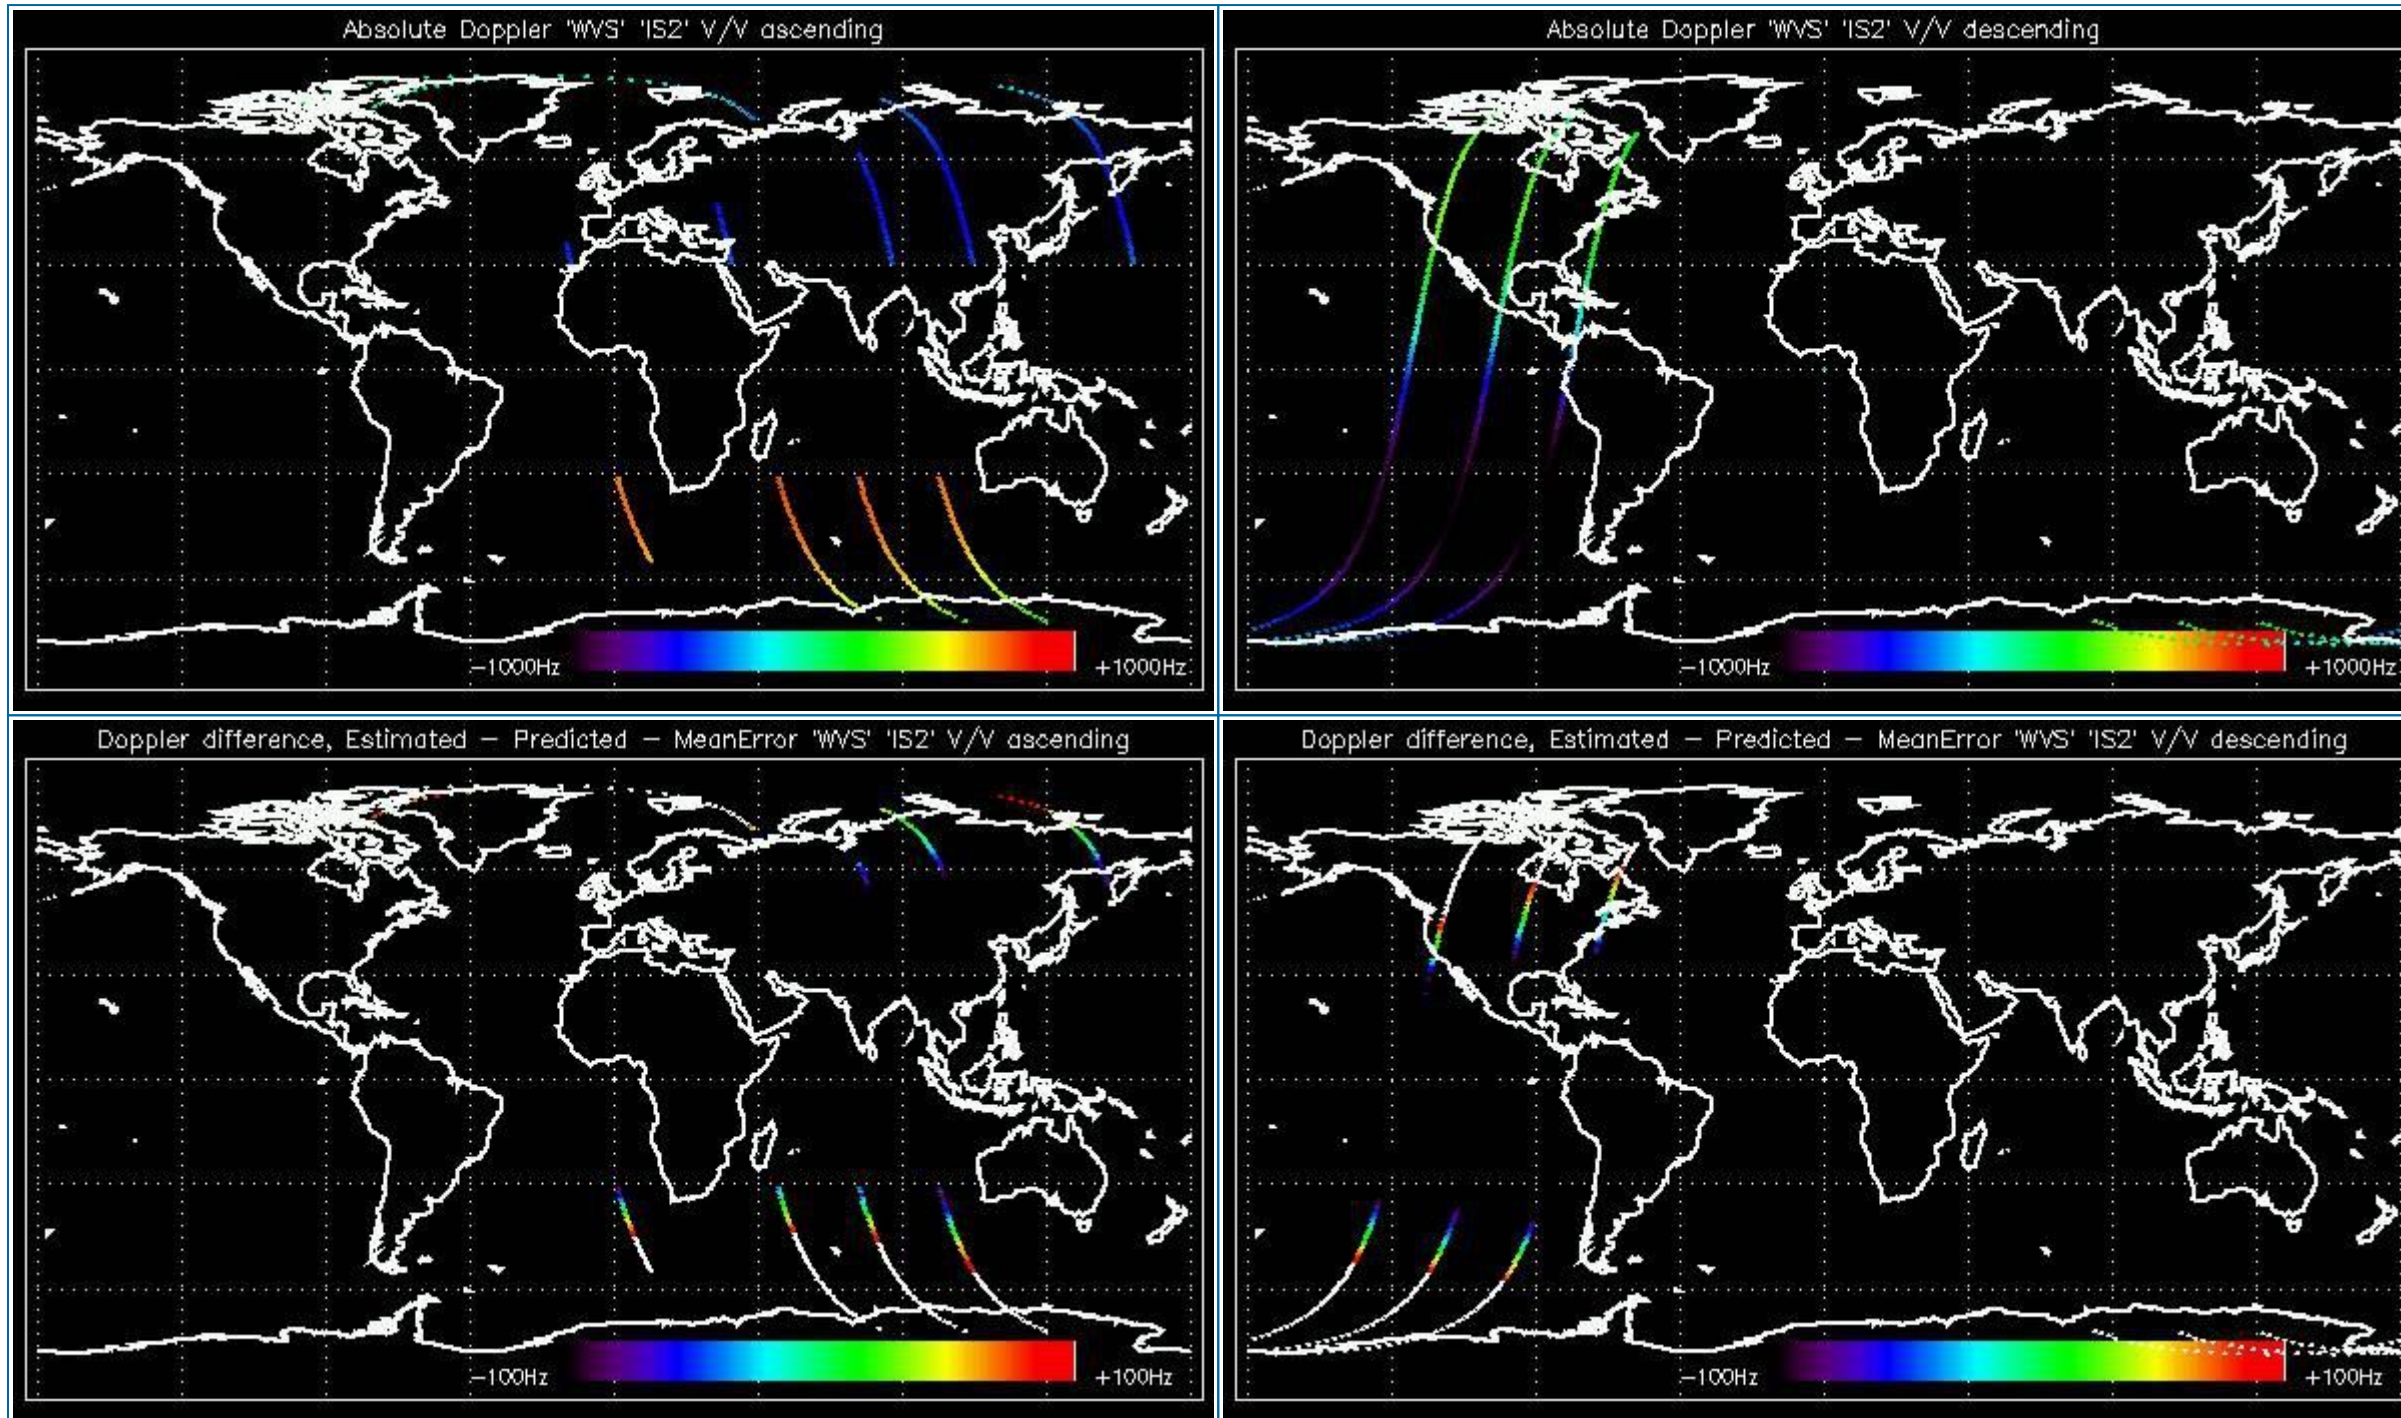 Absolute Doppler 'WVS' 'IS2' V/V ascending
-1000Hz
+1000Hz
Absolute Doppler 'WVS' 'IS2' V/V descending
-1000Hz
+1000Hz
Doppler difference, Estimated - Predicted - MeanError 'WVS' 'IS2' V/V ascending
-100Hz
+100Hz
Doppler difference, Estimated - Predicted - MeanError 'WVS' 'IS2' V/V descending
-100Hz
+100Hz